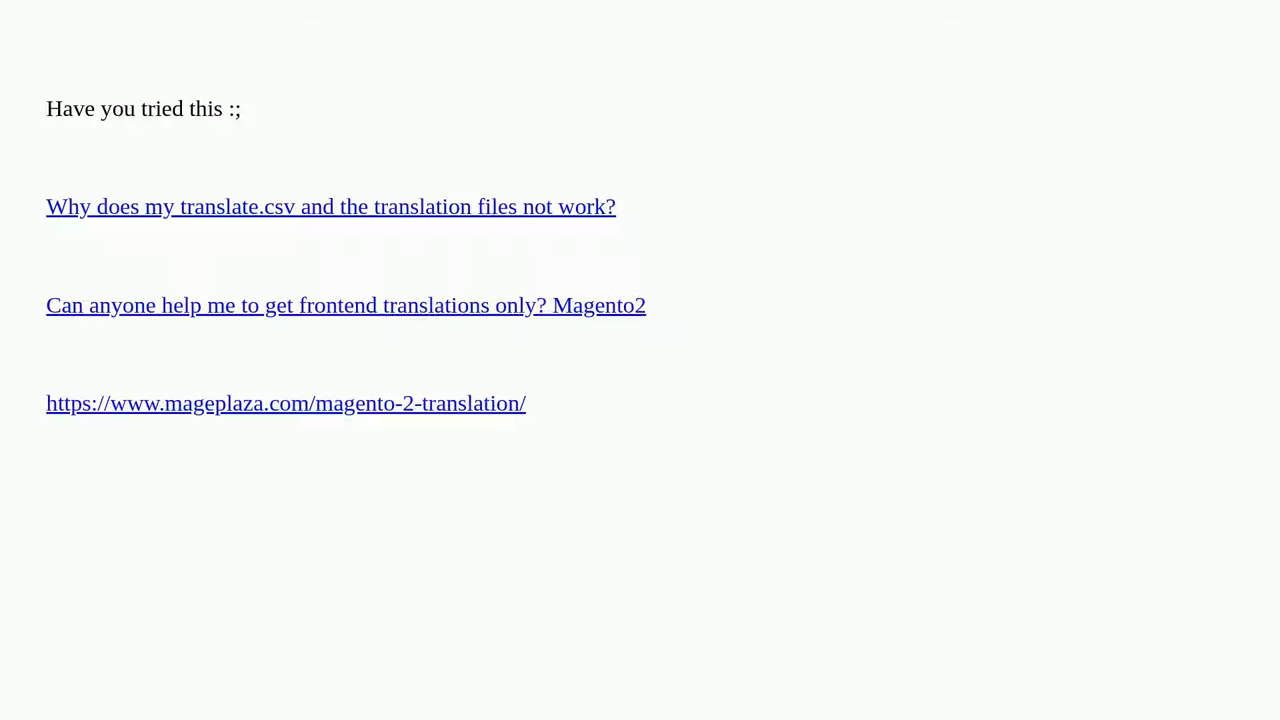 Have you tried this :;
Why does my translate.csv and the translation files not work?
Can anyone help me to get frontend translations only? Magento2
https://www.mageplaza.com/magento-2-translation/